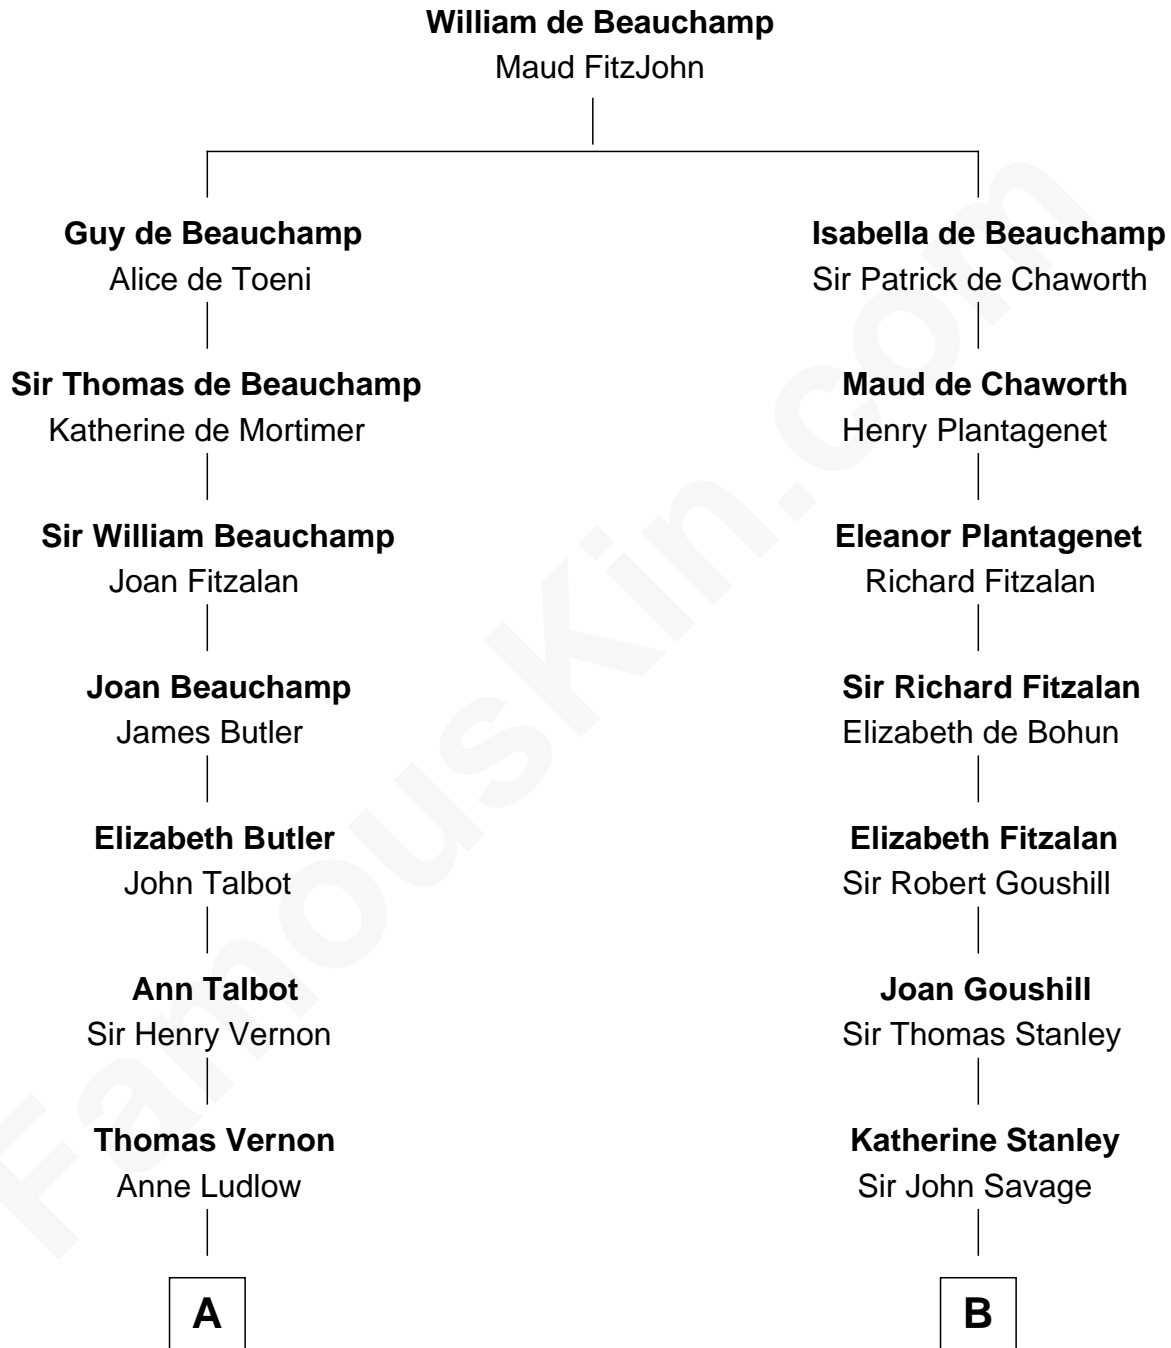 William de Beauchamp
Maud FitzJohn
Guy de Beauchamp
Alice de Toeni
Isabella de Beauchamp
Sir Patrick de Chaworth
Sir Thomas de Beauchamp
Katherine de Mortimer
Maud de Chaworth
Henry Plantagenet
Sir William Beauchamp
Joan Fitzalan
Eleanor Plantagenet
Richard Fitzalan
Joan Beauchamp
James Butler
Sir Richard Fitzalan
Elizabeth de Bohun
Elizabeth Butler
John Talbot
Elizabeth Fitzalan
Sir Robert Goushill
Ann Talbot
Sir Henry Vernon
Joan Goushill
Sir Thomas Stanley
Thomas Vernon
Anne Ludlow
Katherine Stanley
Sir John Savage
A
B
FamousKin.com